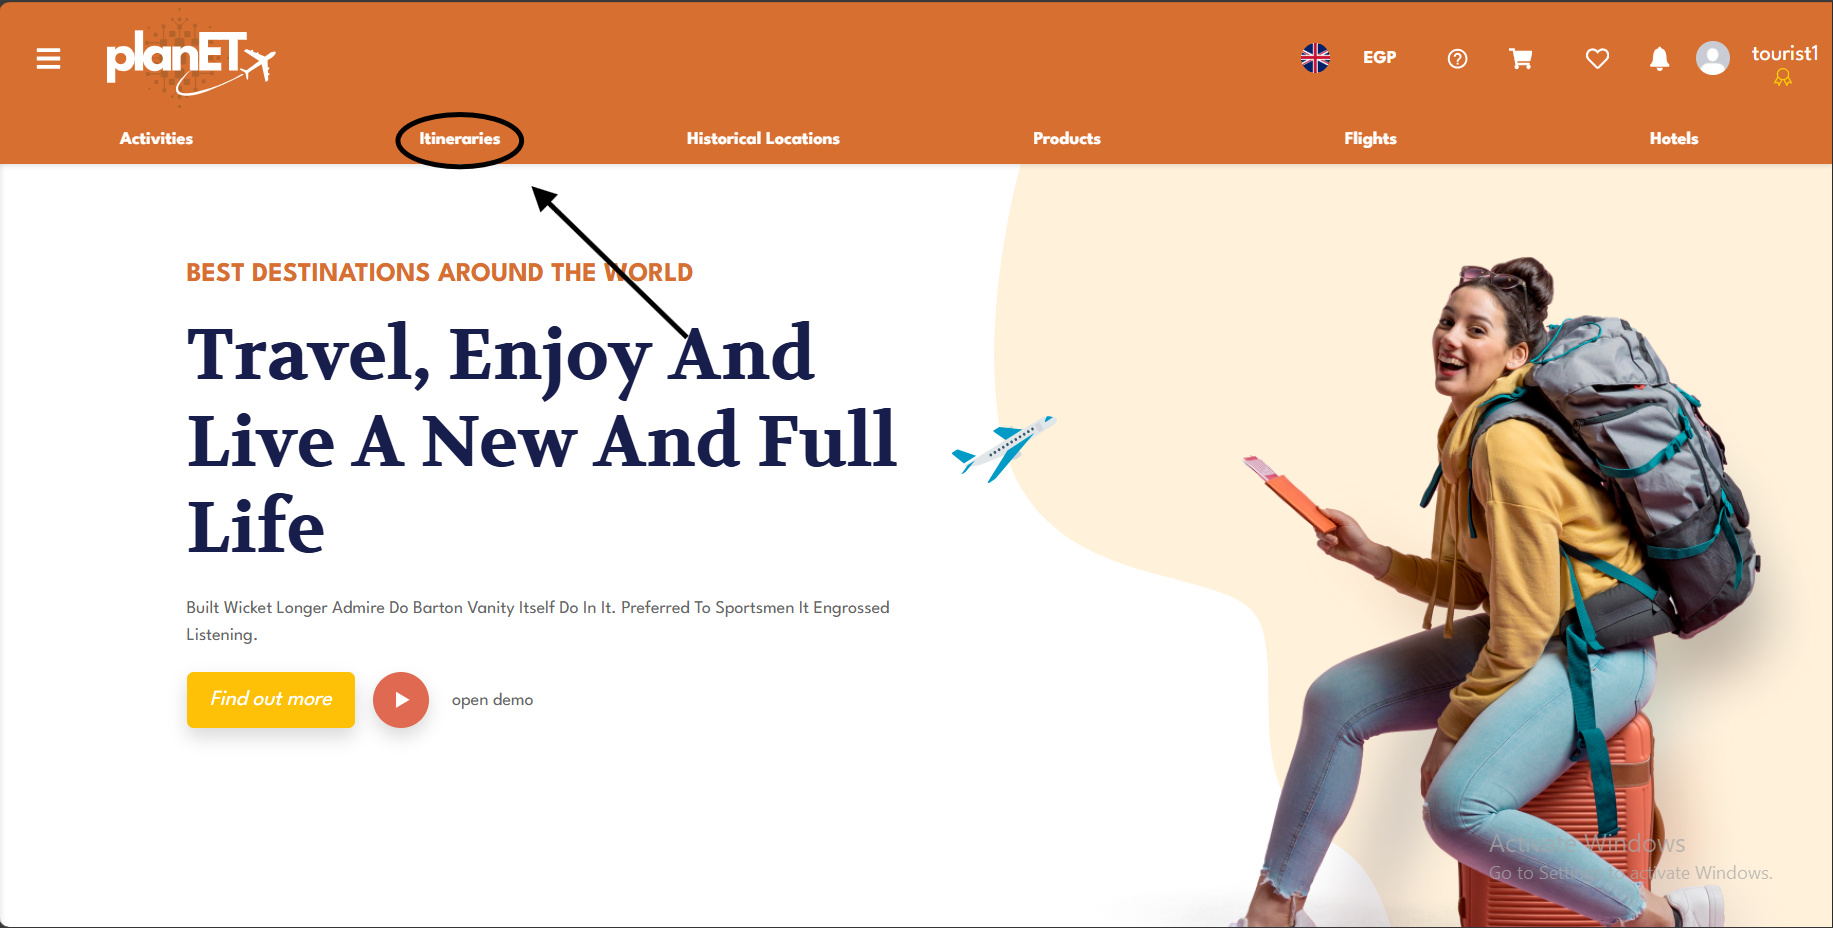 planET
EGP
tourist1
Activities
Itineraries
Historical Locations
Products
Flights
Hotels
BEST DESTINATIONS AROUND THE WORLD
Travel, Enjoy And
Live A New And Full
Life
Built Wicket Longer Admire Do Barton Vanity Itself Do In It. Preferred To Sportsmen It Engrossed
Listening.
Find out more
open demo
Activate Windows
Go to Settings to activate Windows.